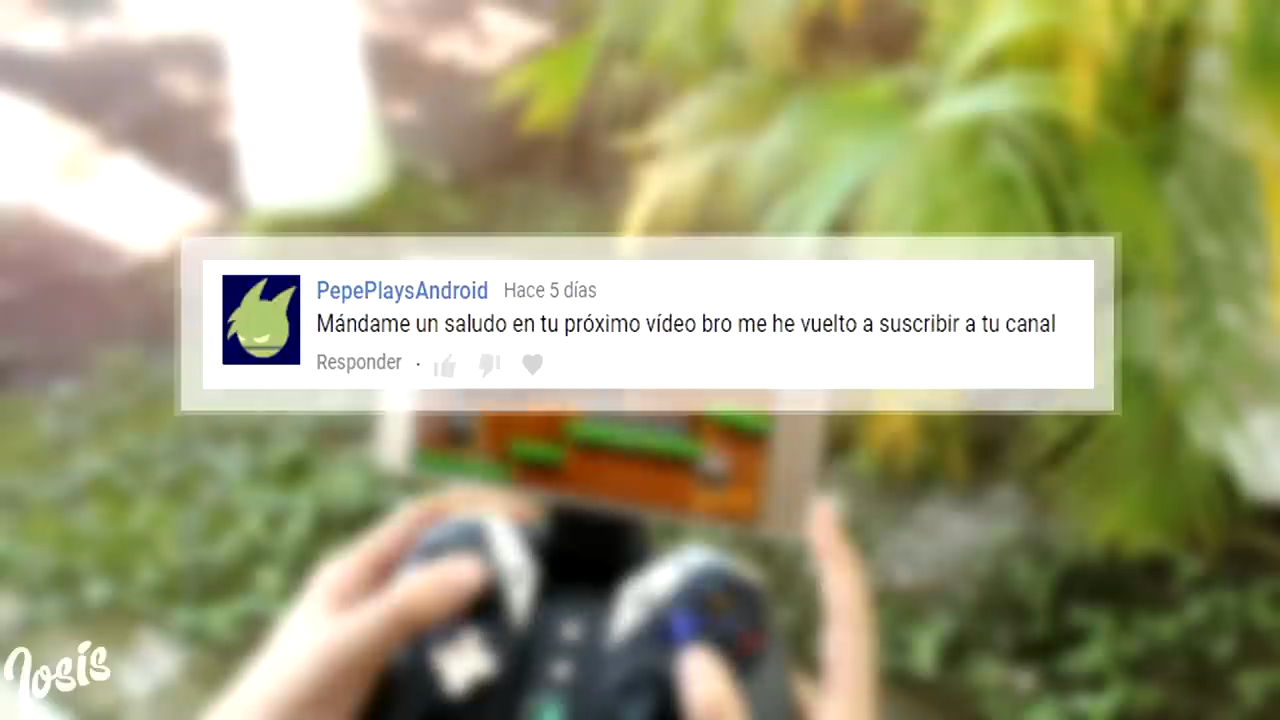 PepePlaysAndroid Hace 5 días
Mándame un saludo en tu próximo vídeo bro me he vuelto a suscribir a tu canal
Responder ·
Josis